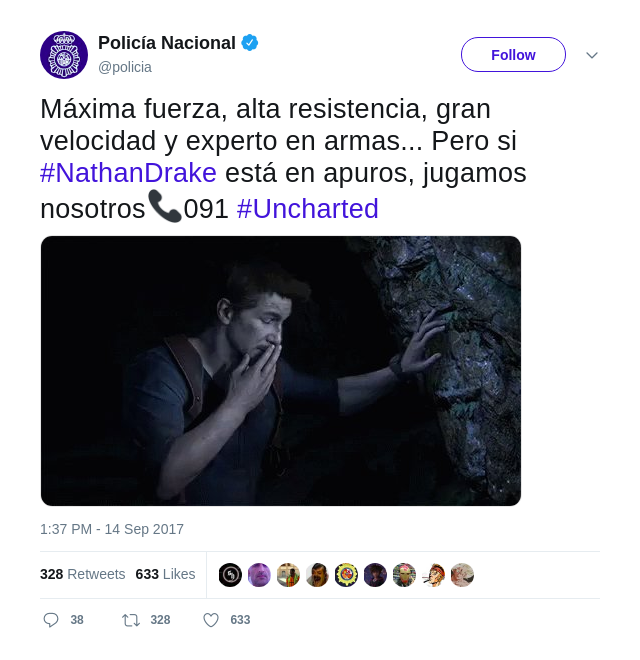 Policía Nacional
@policia
Follow
Máxima fuerza, alta resistencia, gran
velocidad y experto en armas... Pero si
#NathanDrake está en apuros, jugamos
nosotros📞091 #Uncharted
1:37 PM - 14 Sep 2017
328 Retweets 633 Likes
38 328 633